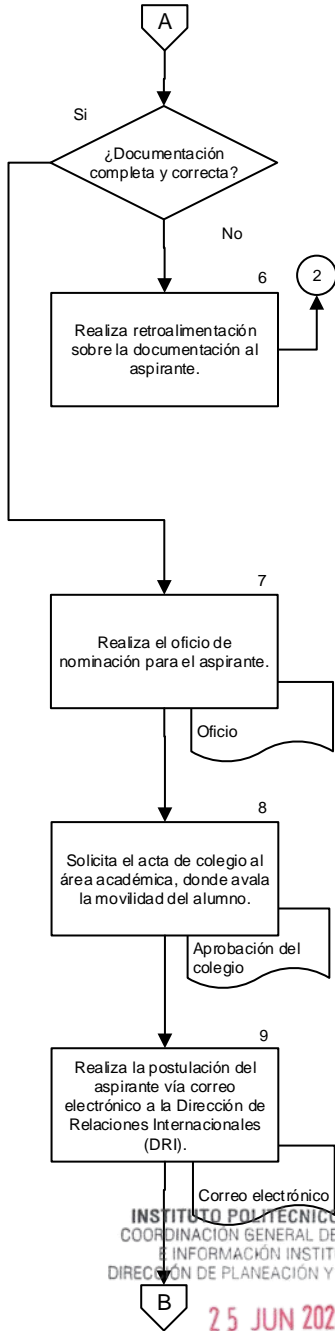 A
Si
¿Documentación
completa y correcta?
No
6
2
Realiza retroalimentación
sobre la documentación al
aspirante.
7
Realiza el oficio de
nominación para el aspirante.
Oficio
8
Solicita el acta de colegio al
área académica, donde avala
la movilidad del alumno.
Aprobación del
colegio
9
Realiza la postulación del
aspirante vía correo
electrónico a la Dirección de
Relaciones Internacionales
(DRI).
Correo electrónico
INSTITUTO POLITÉCNICO
COORDINACIÓN GENERAL DE
E INFORMACIÓN INSTIT
DIRECCIÓN DE PLANEACIÓN Y
B
25 JUN 202